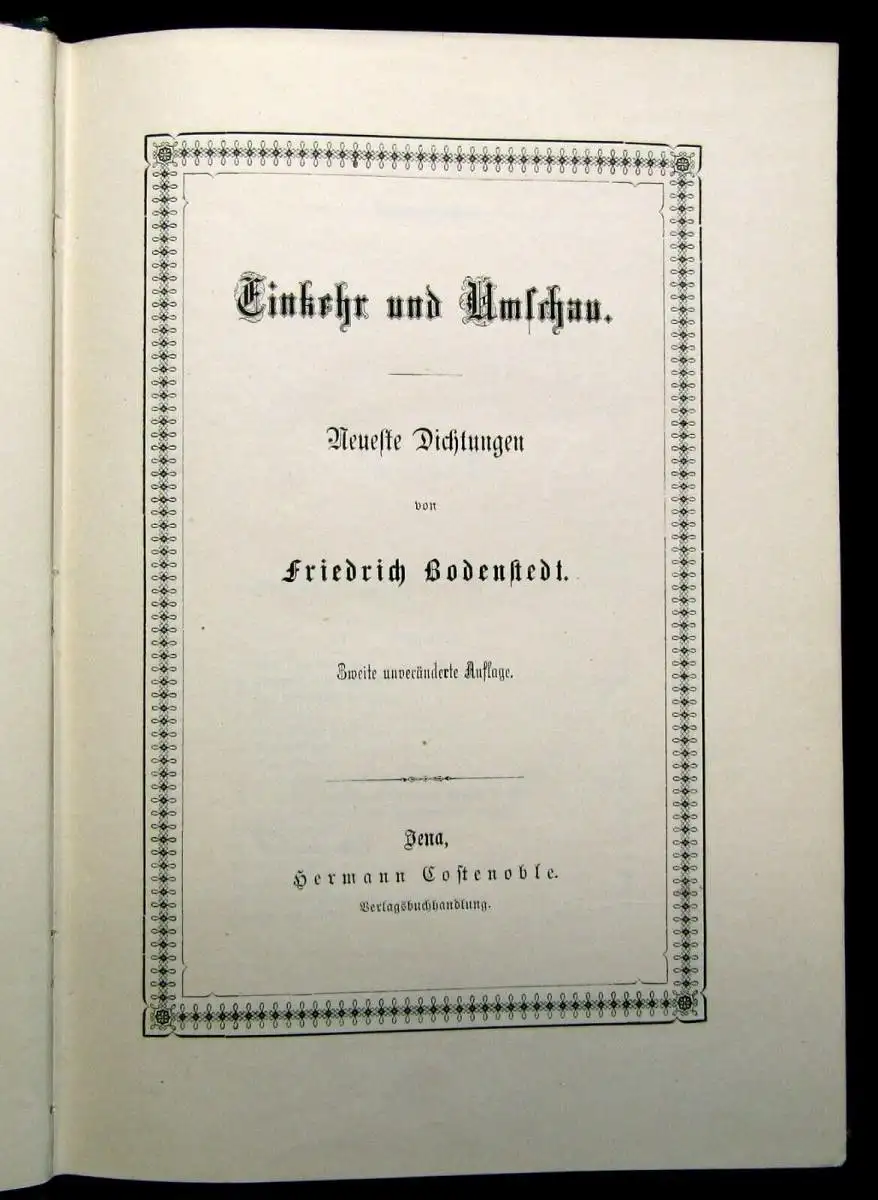 Einkehr und Umſchau.
Neueſte Dichtungen
von
Friedrich Bodenſtedt.
Zweite unveränderte Auflage.
Jena,
Hermann Coſtenoble.
Verlagsbuchhandlung.